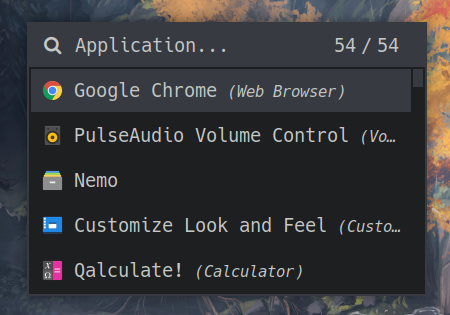 Application... 54 / 54
Google Chrome (Web Browser)
PulseAudio Volume Control (Vo…
Nemo
Customize Look and Feel (Custo…
Qalculate! (Calculator)